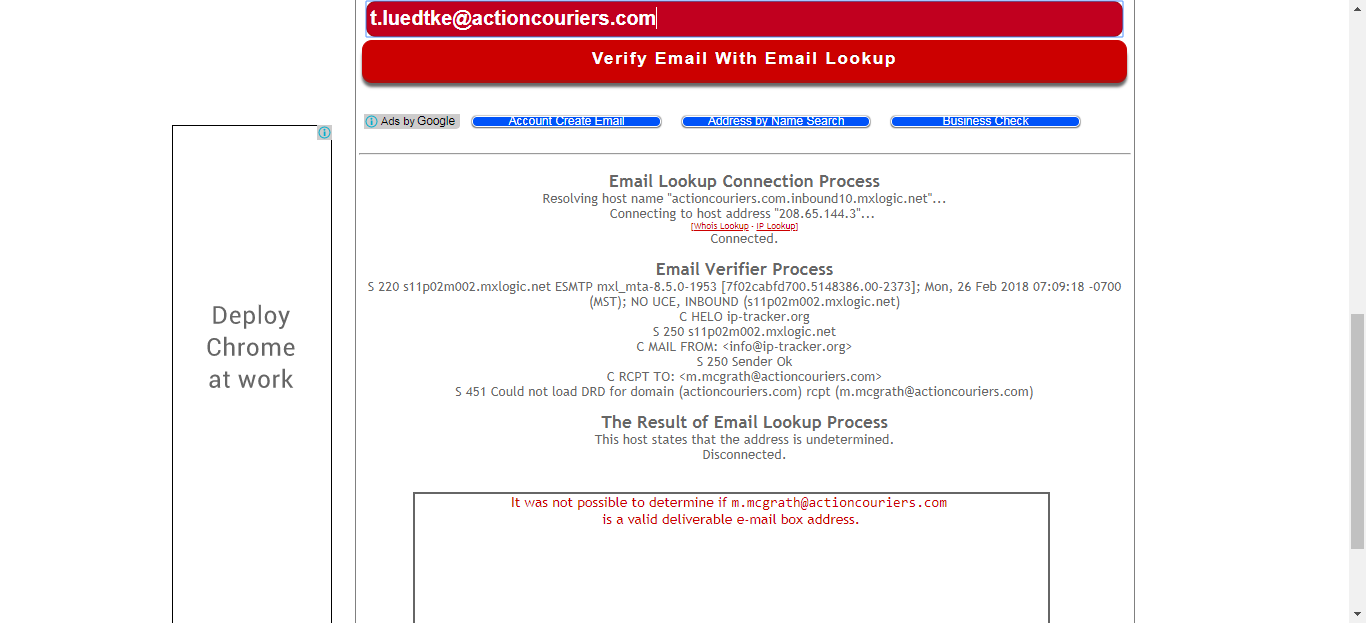 t.luedtke@actioncouriers.com
Verify Email With Email Lookup
Ads by Google
Account Create Email
Address by Name Search
Business Check
Deploy
Chrome
at work
Email Lookup Connection Process
Resolving host name "actioncouriers.com.inbound10.mxlogic.net"...
Connecting to host address "208.65.144.3"...
[Whois Lookup - IP Lookup]
Connected.
Email Verifier Process
S 220 s11p02m002.mxlogic.net ESMTP mxl_mta-8.5.0-1953 [7f02cabfd700.5148386.00-2373]; Mon, 26 Feb 2018 07:09:18 -0700
(MST); NO UCE, INBOUND (s11p02m002.mxlogic.net)
C HELO ip-tracker.org
S 250 s11p02m002.mxlogic.net
C MAIL FROM: <info@ip-tracker.org>
S 250 Sender Ok
C RCPT TO: <m.mcgrath@actioncouriers.com>
S 451 Could not load DRD for domain (actioncouriers.com) rcpt (m.mcgrath@actioncouriers.com)
The Result of Email Lookup Process
This host states that the address is undetermined.
Disconnected.
It was not possible to determine if m.mcgrath@actioncouriers.com
is a valid deliverable e-mail box address.